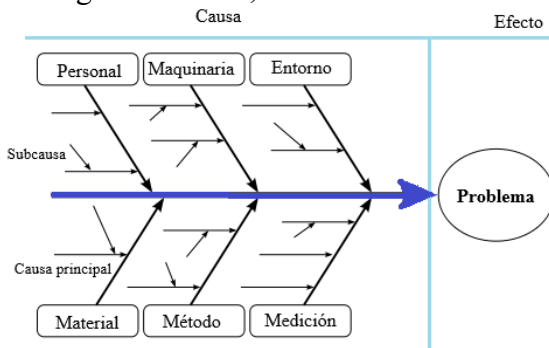 Causa
Efecto
Personal
Maquinaria
Entorno
Subcausa
Problema
Causa principal
Material
Método
Medición